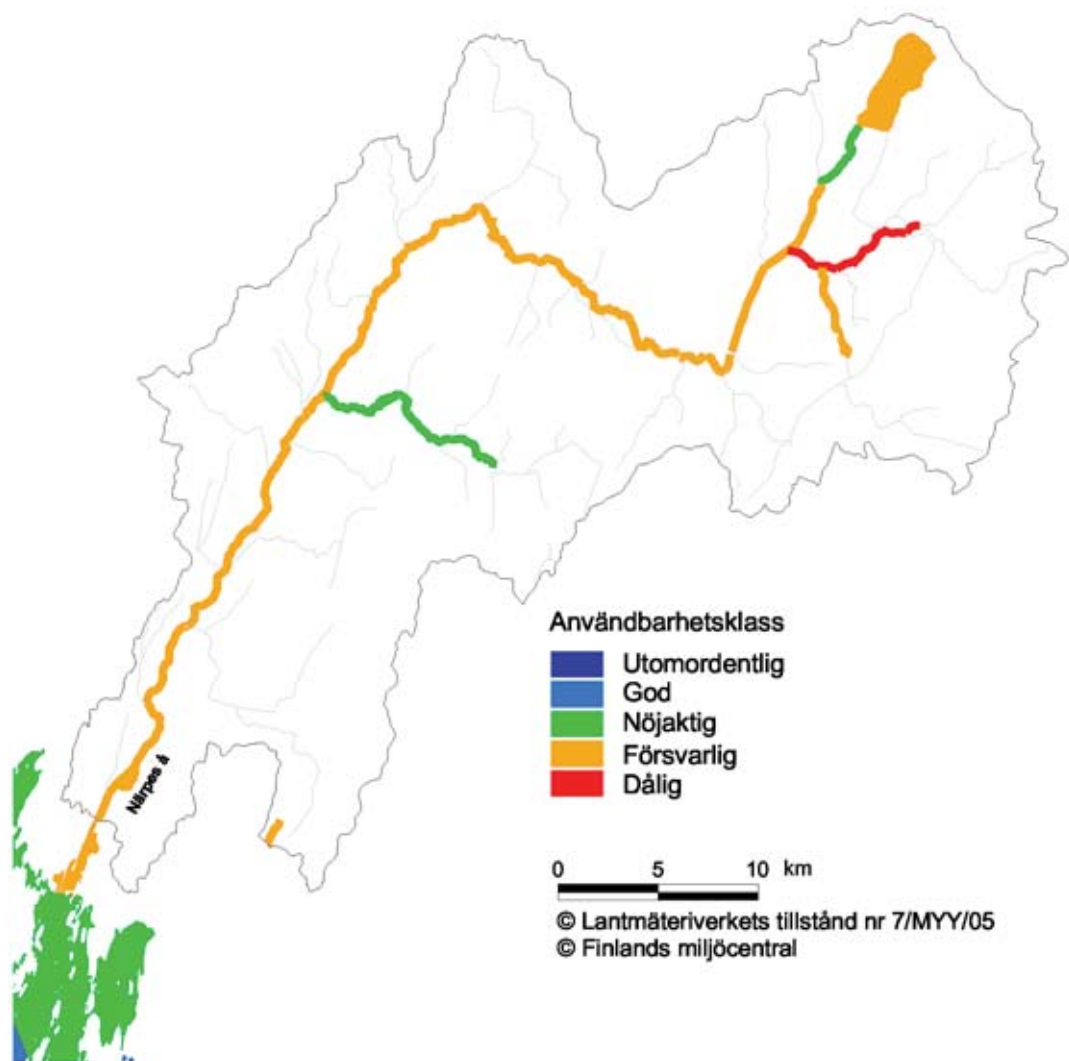 Användbarhetsklass
Utomordentlig
God
Nöjaktig
Försvarlig
Dålig
Närpes å
0 5 10 km
© Lantmäteriverkets tillstånd nr 7/MYY/05
© Finlands miljöcentral